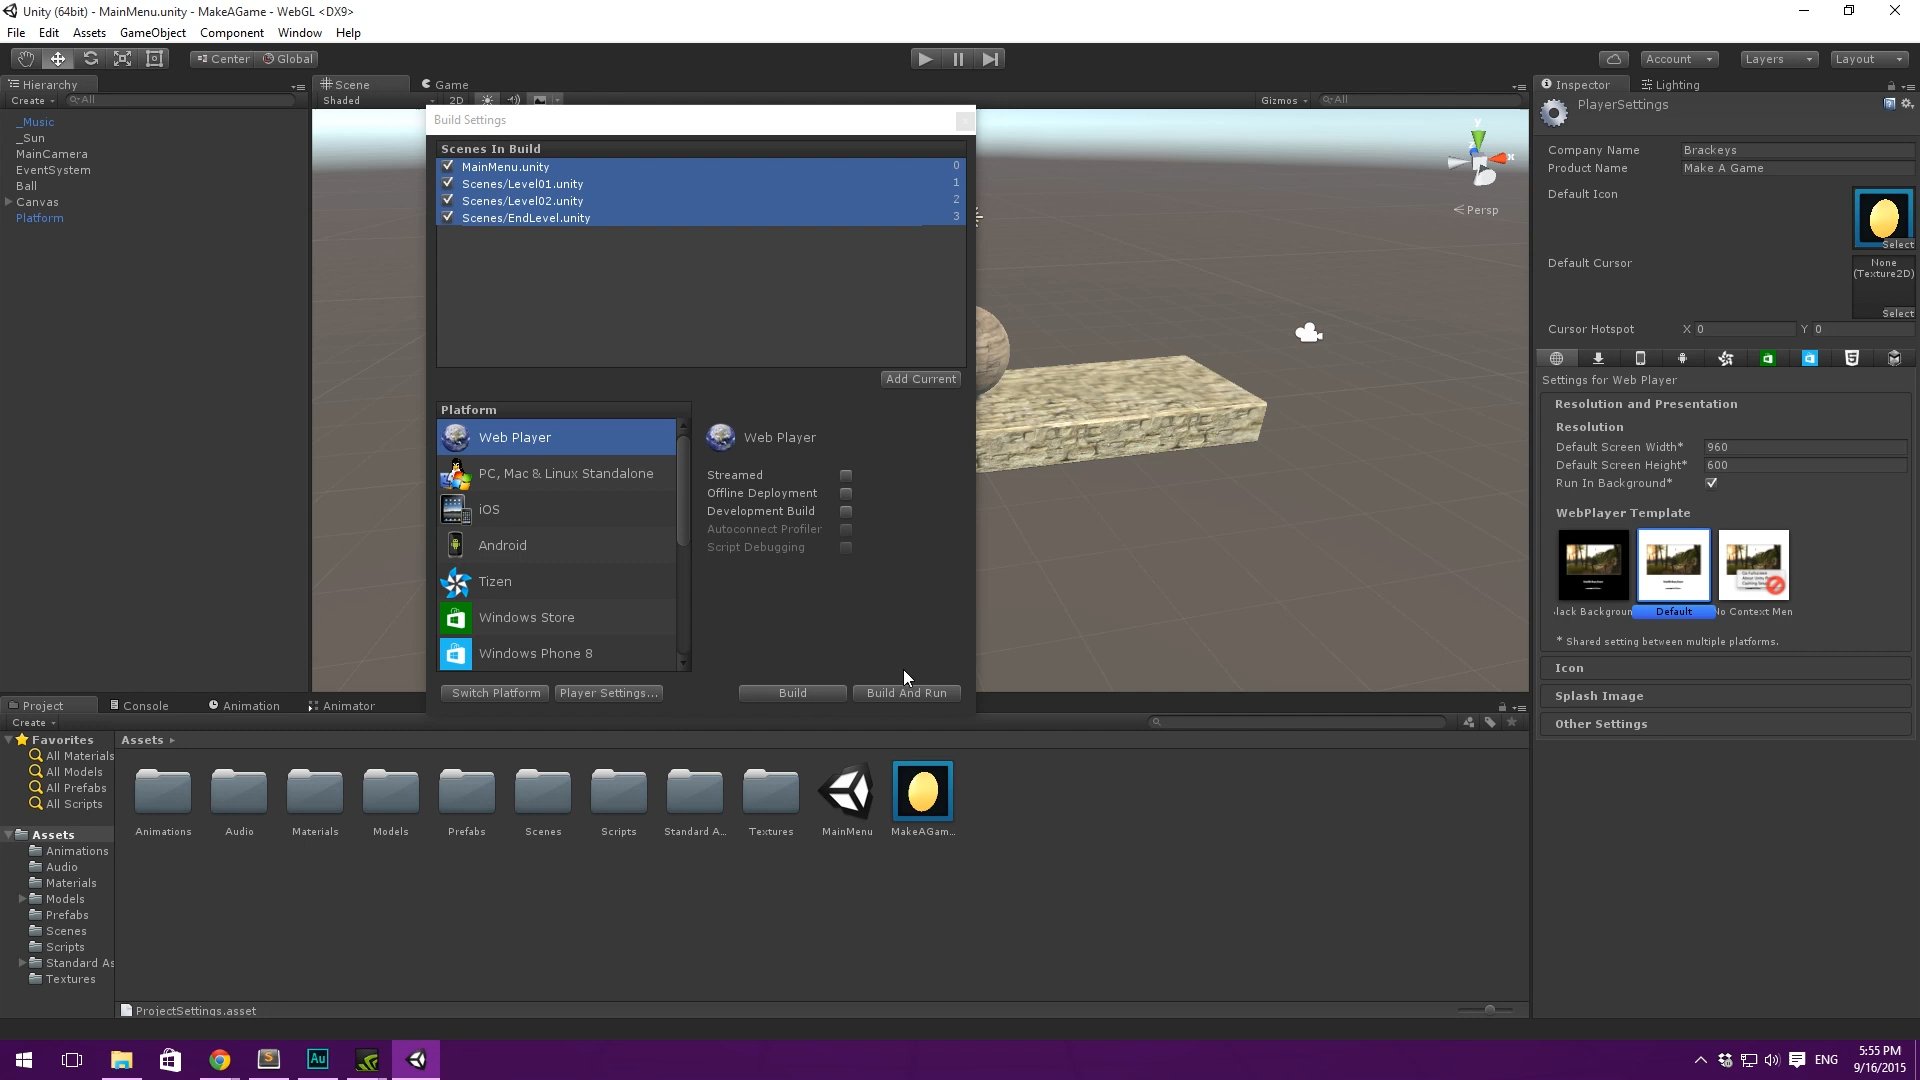 Unity (64bit) - MainMenu.unity - MakeAGame - WebGL <DX9>
File Edit Assets GameObject Component Window Help
Center Global
Account Layers Layout
Hierarchy
Create All
_Music
_Sun
MainCamera
EventSystem
Ball
Canvas
Platform
Scene Game
Shaded 2D Gizmos All
y
x
Persp
Build Settings
Scenes In Build
MainMenu.unity 0
Scenes/Level01.unity 1
Scenes/Level02.unity 2
Scenes/EndLevel.unity 3
Add Current
Platform
Web Player
PC, Mac & Linux Standalone
iOS
Android
Tizen
Windows Store
Windows Phone 8
Web Player
Streamed
Offline Deployment
Development Build
Autoconnect Profiler
Script Debugging
Switch Platform Player Settings... Build Build And Run
Inspector Lighting
PlayerSettings
Company Name Brackeys
Product Name Make A Game
Default Icon
Select
Default Cursor
None
(Texture2D)
Select
Cursor Hotspot X 0 Y 0
Settings for Web Player
Resolution and Presentation
Resolution
Default Screen Width* 960
Default Screen Height* 600
Run In Background*
WebPlayer Template
lack Backgroun Default lo Context Men
* Shared setting between multiple platforms.
Icon
Splash Image
Other Settings
Project Console Animation Animator
Create
Favorites
All Materials
All Models
All Prefabs
All Scripts
Assets
Animations
Audio
Materials
Models
Prefabs
Scenes
Scripts
Standard As
Textures
Assets
Animations Audio Materials Models Prefabs Scenes Scripts Standard A... Textures MainMenu MakeAGam...
ProjectSettings.asset
S Au
ENG
5:55 PM
9/16/2015